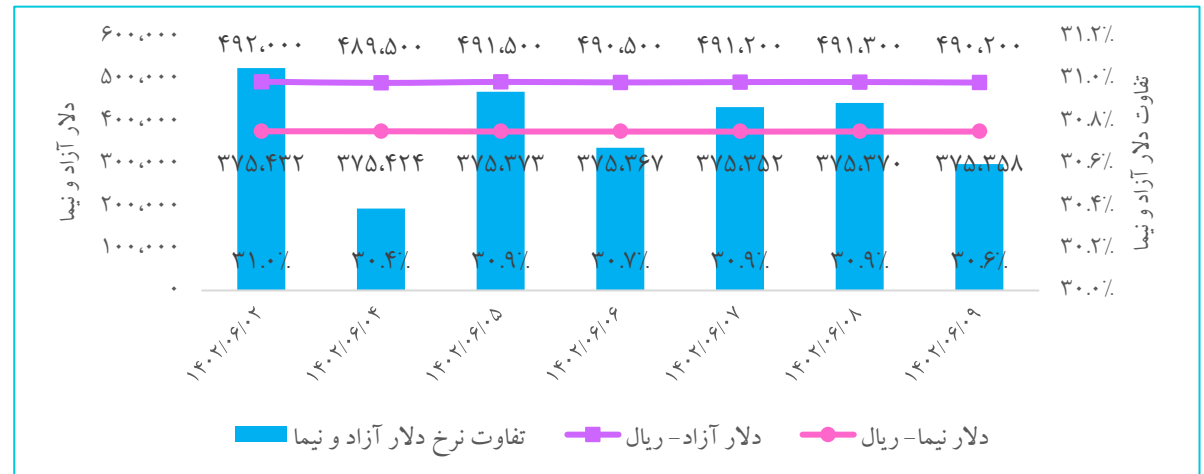 ۶۰۰،۰۰۰
۵۰۰،۰۰۰
۴۰۰،۰۰۰
۳۰۰،۰۰۰
۲۰۰،۰۰۰
۱۰۰،۰۰۰
۰
دلار آزاد و نیما
۴۹۲،۰۰۰ ۴۸۹،۵۰۰ ۴۹۱،۵۰۰ ۴۹۰،۵۰۰ ۴۹۱،۲۰۰ ۴۹۱،۳۰۰ ۴۹۰،۲۰۰
۳۷۵،۴۳۲ ۳۷۵،۴۲۴ ۳۷۵،۳۷۳ ۳۷۵،۳۶۷ ۳۷۵،۳۵۲ ۳۷۵،۳۷۰ ۳۷۵،۳۵۸
۳۱.۰٪ ۳۰.۴٪ ۳۰.۹٪ ۳۰.۷٪ ۳۰.۹٪ ۳۰.۹٪ ۳۰.۶٪
۳۱.۲٪
۳۱.۰٪
۳۰.۸٪
۳۰.۶٪
۳۰.۴٪
۳۰.۲٪
۳۰.۰٪
تفاوت دلار آزاد و نیما
۱۴۰۲/۰۶/۰۲
۱۴۰۲/۰۶/۰۴
۱۴۰۲/۰۶/۰۵
۱۴۰۲/۰۶/۰۶
۱۴۰۲/۰۶/۰۷
۱۴۰۲/۰۶/۰۸
۱۴۰۲/۰۶/۰۹
تفاوت نرخ دلار آزاد و نیما
دلار آزاد- ریال
دلار نیما- ریال